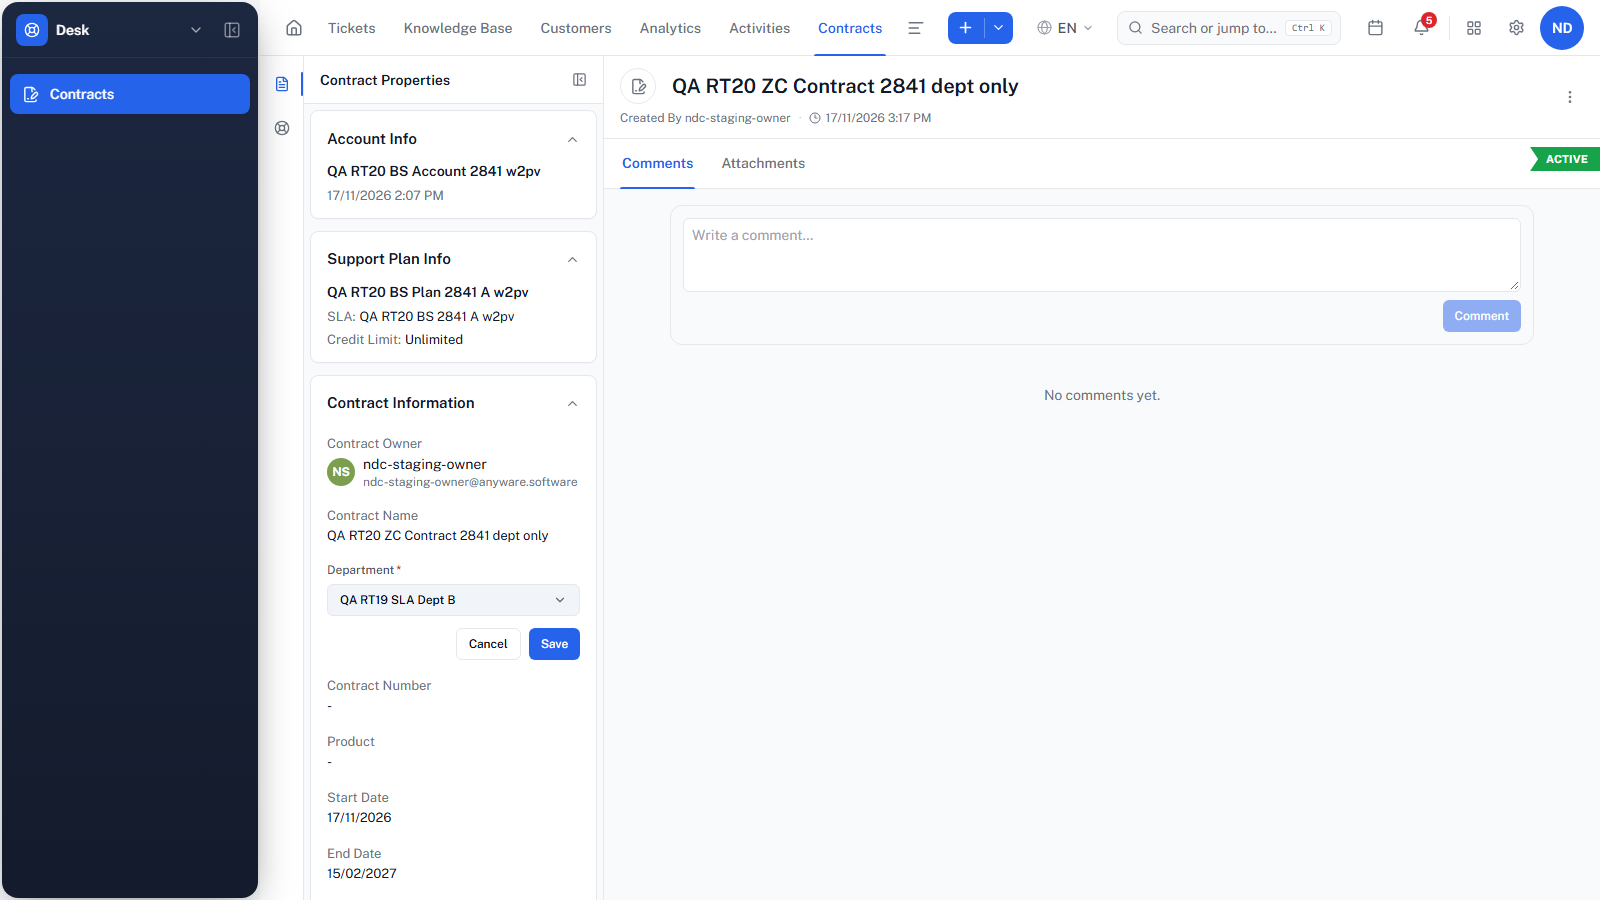 Desk
Contracts
Tickets
Knowledge Base
Customers
Analytics
Activities
Contracts
EN
Search or jump to...
Ctrl K
5
ND
Contract Properties
Account Info
QA RT20 BS Account 2841 w2pv
17/11/2026 2:07 PM
Support Plan Info
QA RT20 BS Plan 2841 A w2pv
SLA: QA RT20 BS 2841 A w2pv
Credit Limit: Unlimited
Contract Information
Contract Owner
NS
ndc-staging-owner
ndc-staging-owner@anyware.software
Contract Name
QA RT20 ZC Contract 2841 dept only
Department *
QA RT19 SLA Dept B
Cancel
Save
Contract Number
-
Product
-
Start Date
17/11/2026
End Date
15/02/2027
QA RT20 ZC Contract 2841 dept only
Created By ndc-staging-owner · 17/11/2026 3:17 PM
Comments
Attachments
ACTIVE
Write a comment...
Comment
No comments yet.